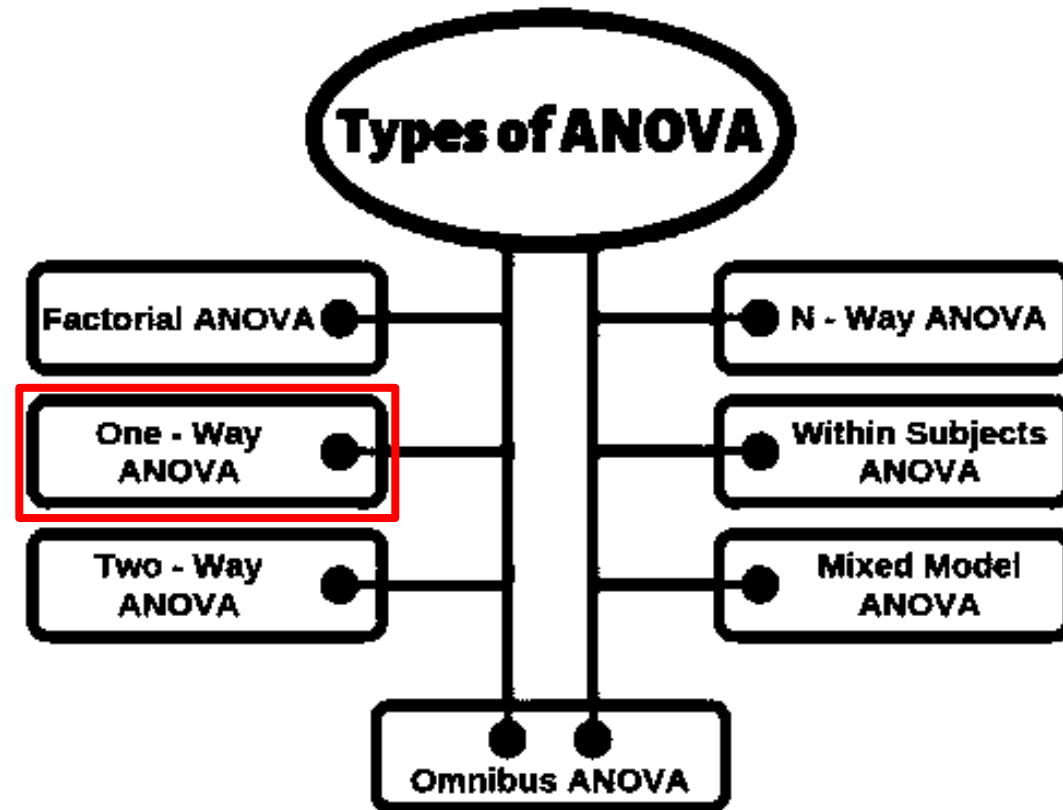 Types of ANOVA
Factorial ANOVA
One - Way
ANOVA
Two - Way
ANOVA
N - Way ANOVA
Within Subjects
ANOVA
Mixed Model
ANOVA
Omnibus ANOVA